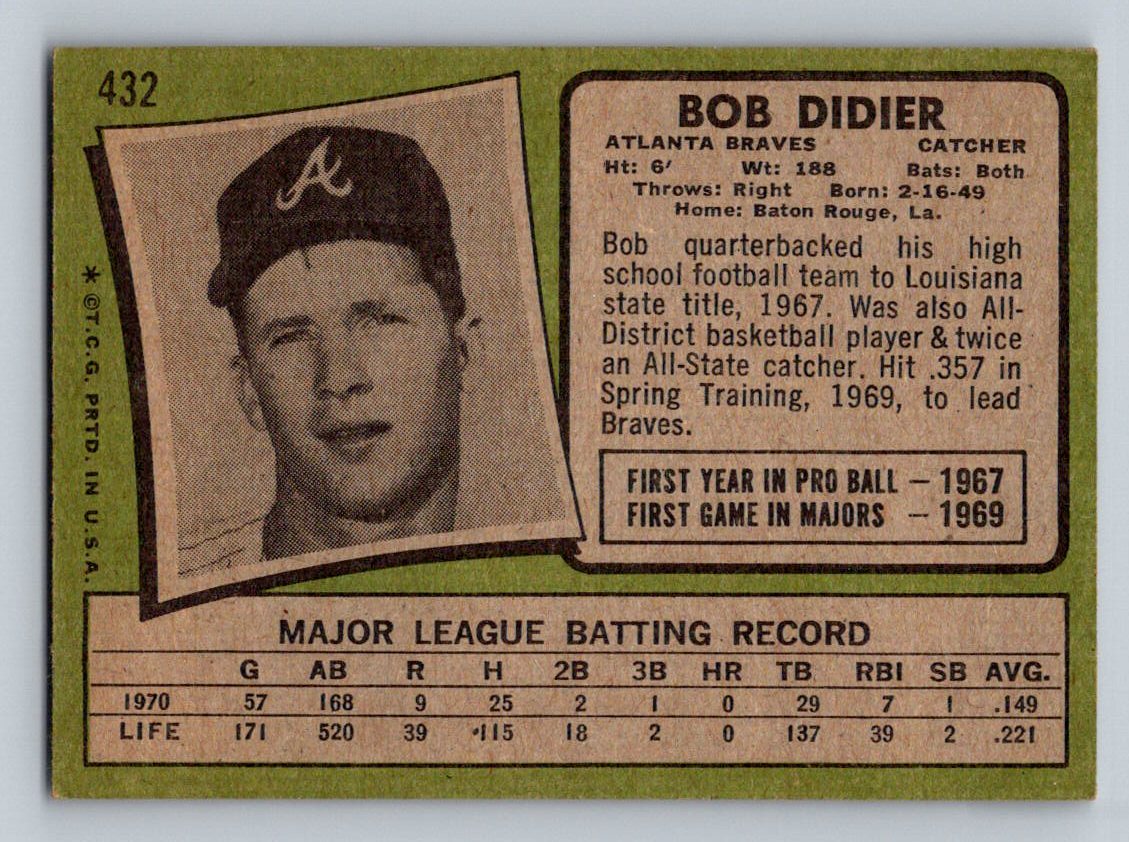 432
A
* ©T.C.G. PRTD. IN U.S.A.
BOB DIDIER
ATLANTA BRAVES CATCHER
Ht: 6' Wt: 188 Bats: Both
Throws: Right Born: 2-16-49
Home: Baton Rouge, La.
Bob quarterbacked his high
school football team to Louisiana
state title, 1967. Was also All-
District basketball player & twice
an All-State catcher. Hit .357 in
Spring Training, 1969, to lead
Braves.
FIRST YEAR IN PRO BALL — 1967
FIRST GAME IN MAJORS — 1969
MAJOR LEAGUE BATTING RECORD
G AB R H 2B 3B HR TB RBI SB AVG.
1970 57 168 9 25 2 1 0 29 7 1 .149
LIFE 171 520 39 115 18 2 0 137 39 2 .221